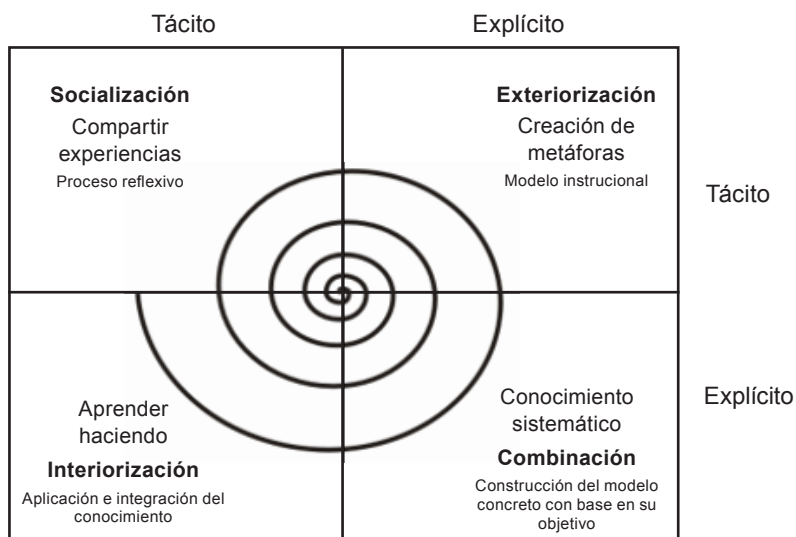 Tácito
Explícito
Socialización
Compartir
experiencias
Proceso reflexivo
Exteriorización
Creación de
metáforas
Modelo instrucional
Tácito
Aprender
haciendo
Interiorización
Aplicación e integración del
conocimiento
Conocimiento
sistemático
Combinación
Construcción del modelo
concreto con base en su
objetivo
Explícito